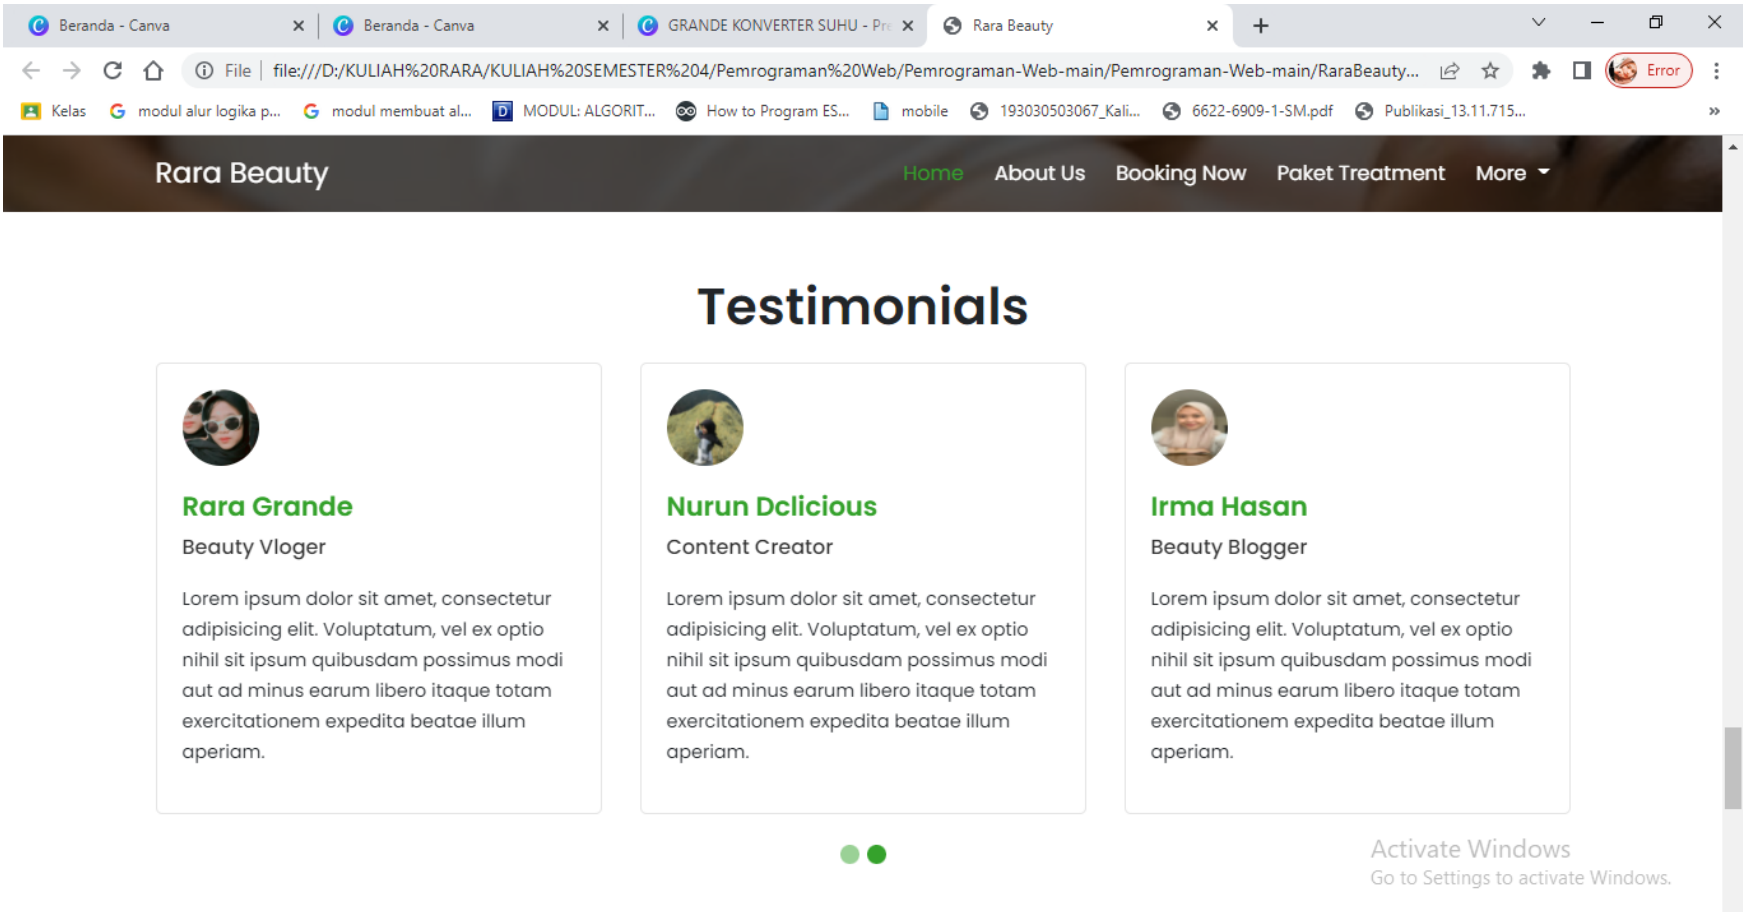 Beranda - Canva
Beranda - Canva
GRANDE KONVERTER SUHU - Pre
Rara Beauty
File
file:///D:/KULIAH%20RARA/KULIAH%20SEMESTER%204/Pemrograman%20Web/Pemrograman-Web-main/Pemrograman-Web-main/RaraBeauty...
Error
Kelas
modul alur logika p...
modul membuat al...
MODUL: ALGORIT...
How to Program ES...
mobile
193030503067_Kali...
6622-6909-1-SM.pdf
Publikasi_13.11.715...
»
Rara Beauty
Home
About Us
Booking Now
Paket Treatment
More
Testimonials
Rara Grande
Beauty Vloger
Lorem ipsum dolor sit amet, consectetur
adipisicing elit. Voluptatum, vel ex optio
nihil sit ipsum quibusdam possimus modi
aut ad minus earum libero itaque totam
exercitationem expedita beatae illum
aperiam.
Nurun Dclicious
Content Creator
Lorem ipsum dolor sit amet, consectetur
adipisicing elit. Voluptatum, vel ex optio
nihil sit ipsum quibusdam possimus modi
aut ad minus earum libero itaque totam
exercitationem expedita beatae illum
aperiam.
Irma Hasan
Beauty Blogger
Lorem ipsum dolor sit amet, consectetur
adipisicing elit. Voluptatum, vel ex optio
nihil sit ipsum quibusdam possimus modi
aut ad minus earum libero itaque totam
exercitationem expedita beatae illum
aperiam.
Activate Windows
Go to Settings to activate Windows.